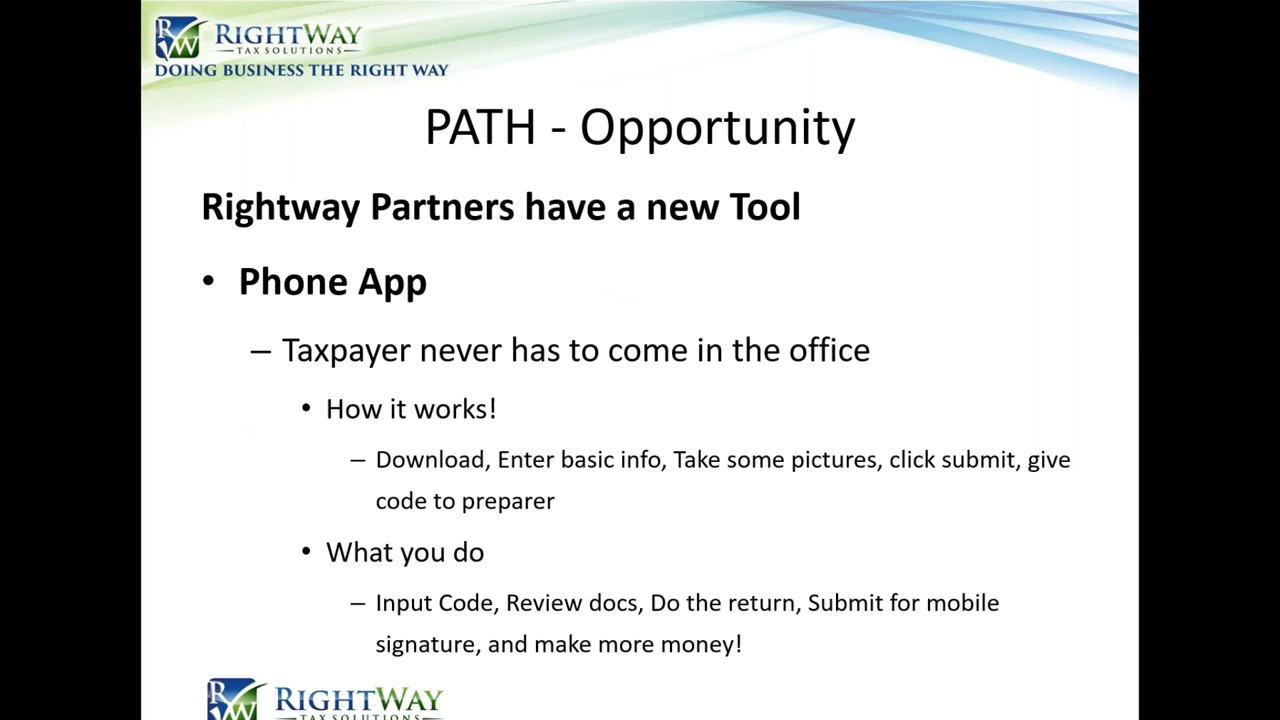 RW RIGHTWAY
TAX SOLUTIONS
DOING BUSINESS THE RIGHT WAY
PATH - Opportunity
Rightway Partners have a new Tool
• Phone App
– Taxpayer never has to come in the office
• How it works!
– Download, Enter basic info, Take some pictures, click submit, give
code to preparer
• What you do
– Input Code, Review docs, Do the return, Submit for mobile
signature, and make more money!
RW RIGHTWAY
TAX SOLUTIONS